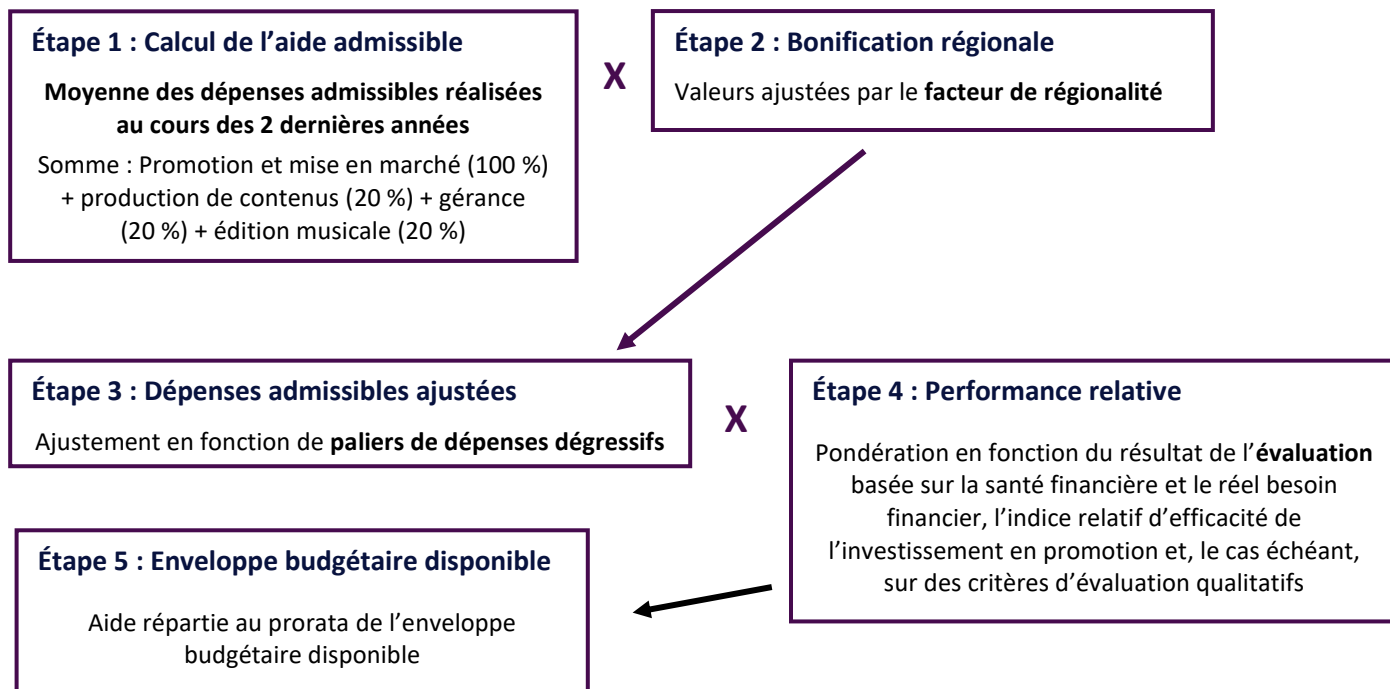 Étape 1 : Calcul de l’aide admissible
Moyenne des dépenses admissibles réalisées
au cours des 2 dernières années
Somme : Promotion et mise en marché (100 %)
+ production de contenus (20 %) + gérance
(20 %) + édition musicale (20 %)
X
Étape 2 : Bonification régionale
Valeurs ajustées par le facteur de régionalité
Étape 3 : Dépenses admissibles ajustées
Ajustement en fonction de paliers de dépenses dégressifs
X
Étape 4 : Performance relative
Pondération en fonction du résultat de l’évaluation
basée sur la santé financière et le réel besoin
financier, l’indice relatif d’efficacité de
l’investissement en promotion et, le cas échéant,
sur des critères d’évaluation qualitatifs
Étape 5 : Enveloppe budgétaire disponible
Aide répartie au prorata de l’enveloppe
budgétaire disponible